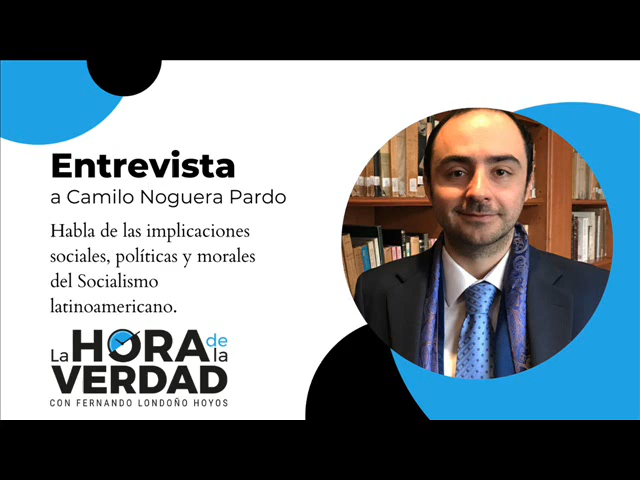 Entrevista
a Camilo Noguera Pardo
Habla de las implicaciones
sociales, políticas y morales
del Socialismo
latinoamericano.
La HORA de la
VERDAD
CON FERNANDO LONDOÑO HOYOS